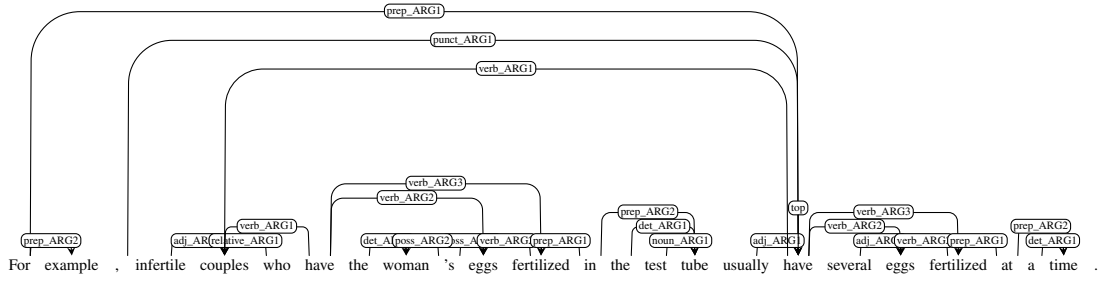 prep_ARG1
punct_ARG1
verb_ARG1
verb_ARG3
verb_ARG2
top
prep_ARG2 verb_ARG3 prep_ARG2
verb_ARG1 det_ARG1 verb_ARG2
prep_ARG2 relative_ARG1 poss_ARG2 prep_ARG1 noun_ARG1 adj_ARG1 prep_ARG1 det_ARG1
For example , infertile couples who have the woman 's eggs fertilized in the test tube usually have several eggs fertilized at a time .